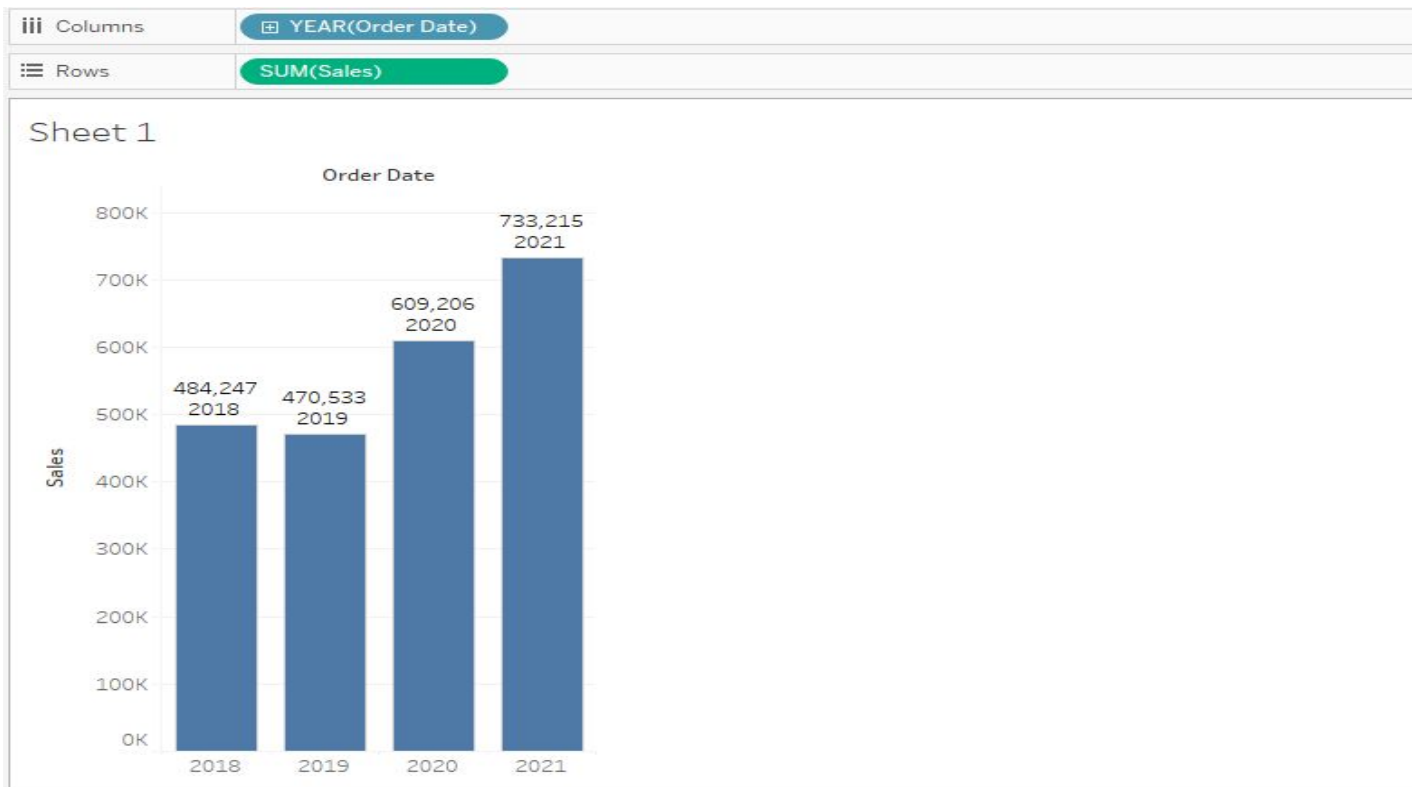 Columns
YEAR(Order Date)
Rows
SUM(Sales)
Sheet 1
Order Date
800K
700K
600K
500K
400K
300K
200K
100K
0K
Sales
484,247
2018
470,533
2019
609,206
2020
733,215
2021
2018 2019 2020 2021